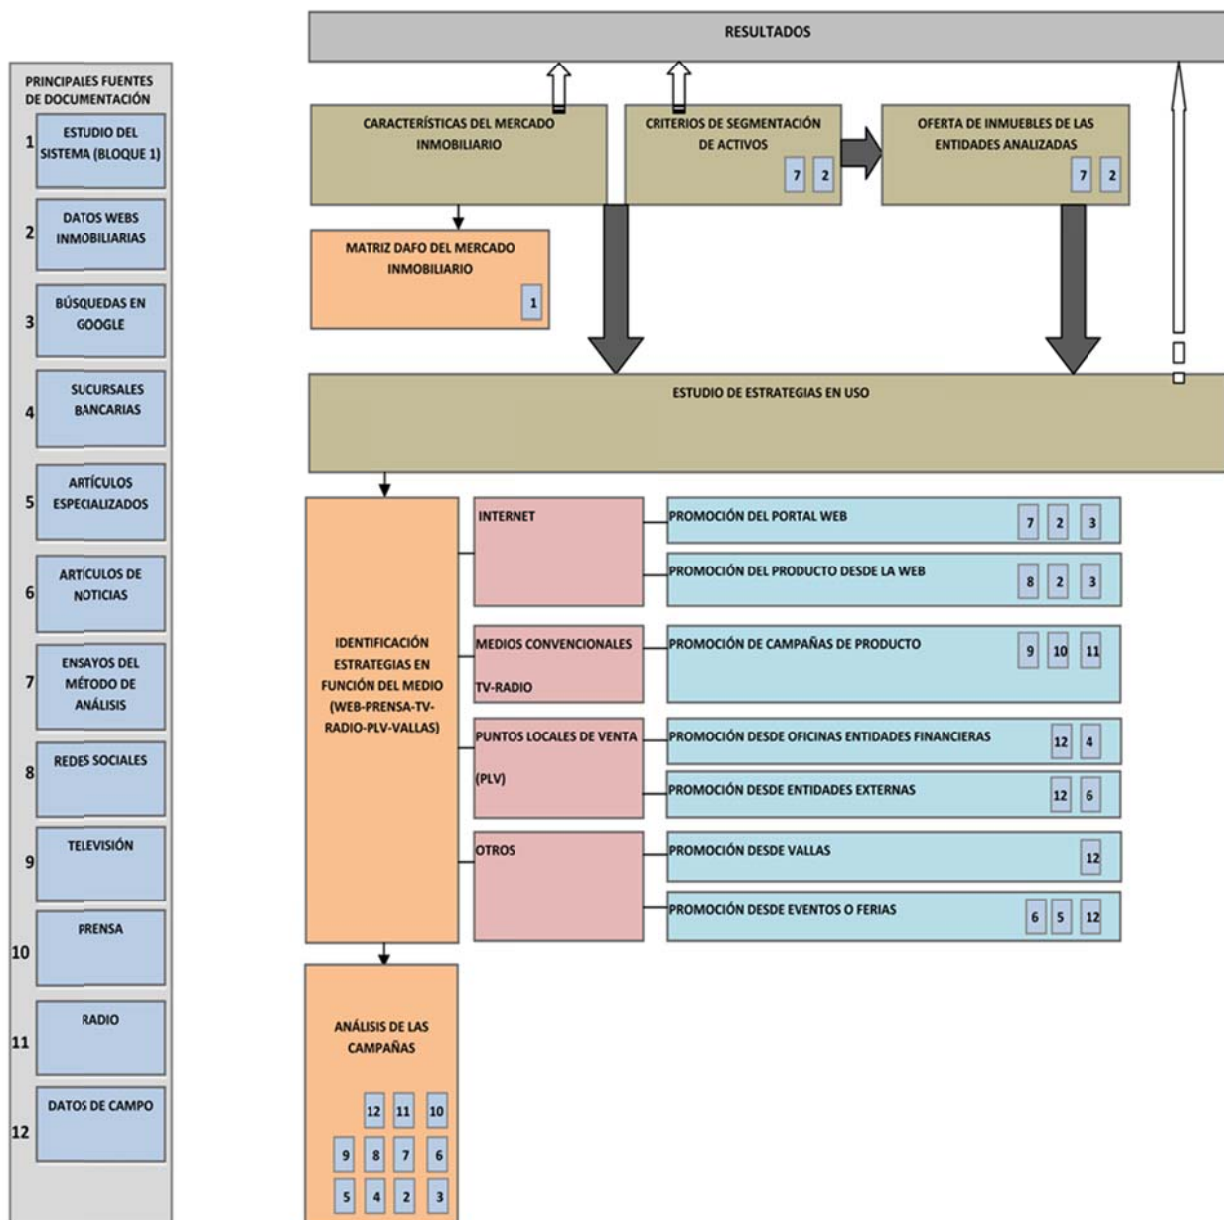 RESULTADOS
PRINCIPALES FUENTES
DE DOCUMENTACIÓN
1
ESTUDIO DEL
SISTEMA (BLOQUE 1)
2
DATOS WEBS
INMOBILIARIAS
3
BÚSQUEDAS EN
GOOGLE
4
SUCURSALES
BANCARIAS
5
ARTÍCULOS
ESPECIALIZADOS
6
ARTÍCULOS DE
NOTICIAS
7
ENSAYOS DEL
MÉTODO DE
ANÁLISIS
8
REDES SOCIALES
9
TELEVISIÓN
10
PRENSA
11
RADIO
12
DATOS DE CAMPO
CARACTERÍSTICAS DEL MERCADO
INMOBILIARIO
CRITERIOS DE SEGMENTACIÓN
DE ACTIVOS
7 2
OFERTA DE INMUEBLES DE LAS
ENTIDADES ANALIZADAS
7 2
MATRIZ DAFO DEL MERCADO
INMOBILIARIO
1
ESTUDIO DE ESTRATEGIAS EN USO
IDENTIFICACIÓN
ESTRATEGIAS EN
FUNCIÓN DEL MEDIO
(WEB-PRENSA-TV-
RADIO-PLV-VALLAS)
INTERNET
PROMOCIÓN DEL PORTAL WEB
7 2 3
PROMOCIÓN DEL PRODUCTO DESDE LA WEB
8 2 3
MEDIOS CONVENCIONALES
TV-RADIO
PROMOCIÓN DE CAMPAÑAS DE PRODUCTO
9 10 11
PUNTOS LOCALES DE VENTA
(PLV)
PROMOCIÓN DESDE OFICINAS ENTIDADES FINANCIERAS
12 4
PROMOCIÓN DESDE ENTIDADES EXTERNAS
12 6
OTROS
PROMOCIÓN DESDE VALLAS
12
PROMOCIÓN DESDE EVENTOS O FERIAS
6 5 12
ANÁLISIS DE LAS
CAMPAÑAS
12 11 10
9 8 7 6
5 4 2 3